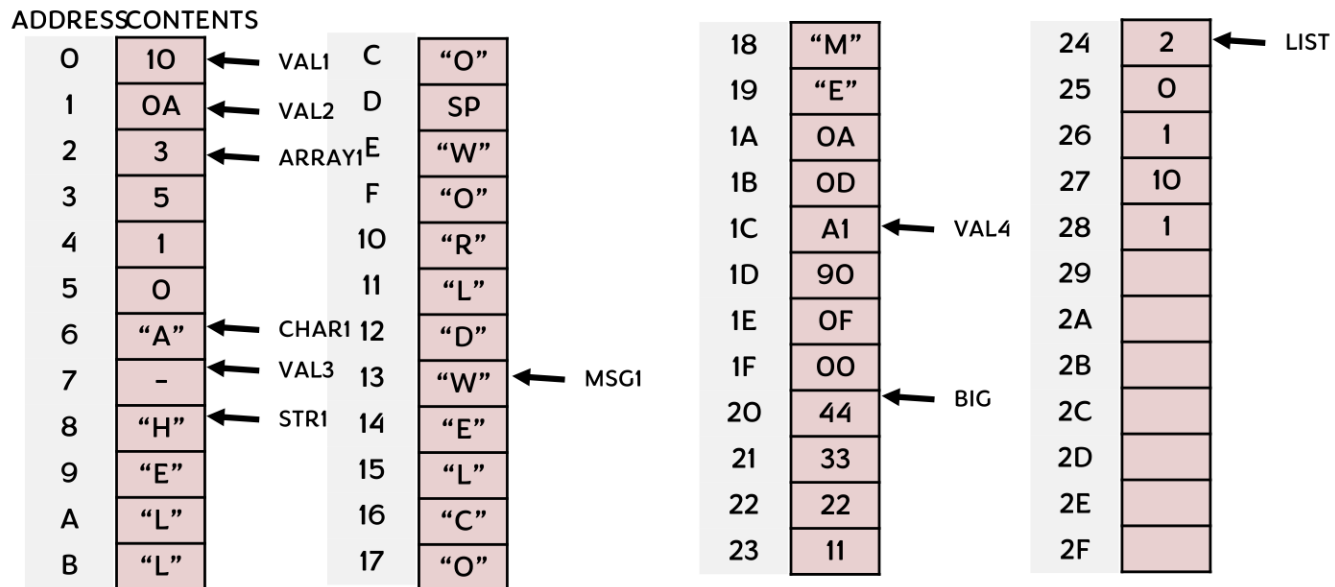 ADDRESS CONTENTS
0 10 VAL1
1 0A VAL2
2 3 ARRAY1
3 5
4 1
5 0
6 “A” CHAR1
7 - VAL3
8 “H” STR1
9 “E”
A “L”
B “L”
C “O”
D SP
E “W”
F “O”
10 “R”
11 “L”
12 “D”
13 “W” MSG1
14 “E”
15 “L”
16 “C”
17 “O”
18 “M”
19 “E”
1A 0A
1B 0D
1C A1 VAL4
1D 90
1E 0F
1F 00
BIG
20 44
21 33
22 22
23 11
24 2 LIST
25 0
26 1
27 10
28 1
29
2A
2B
2C
2D
2E
2F